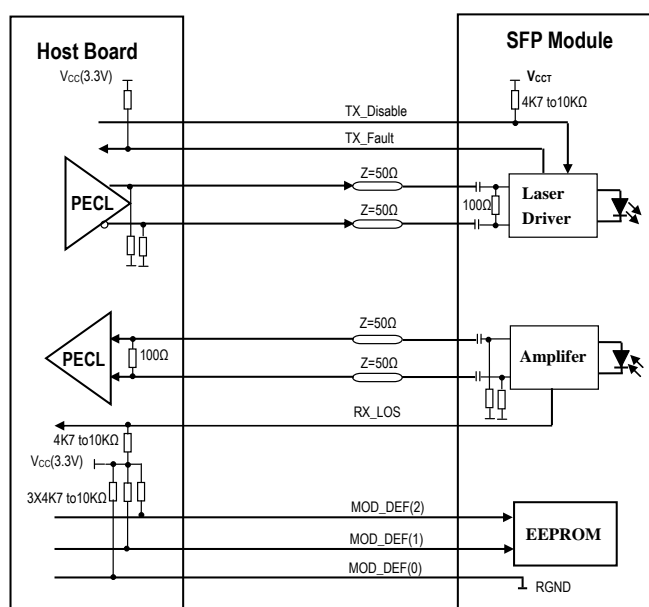 Host Board
SFP Module
VCC(3.3V)
VCCT
4K7 to10KΩ
TX_Disable
TX_Fault
PECL
Z=50Ω
Z=50Ω
100Ω
Laser
Driver
PECL
100Ω
Z=50Ω
Z=50Ω
Amplifer
RX_LOS
4K7 to10KΩ
VCC(3.3V)
3X4K7 to10KΩ
MOD_DEF(2)
MOD_DEF(1)
MOD_DEF(0)
EEPROM
RGND